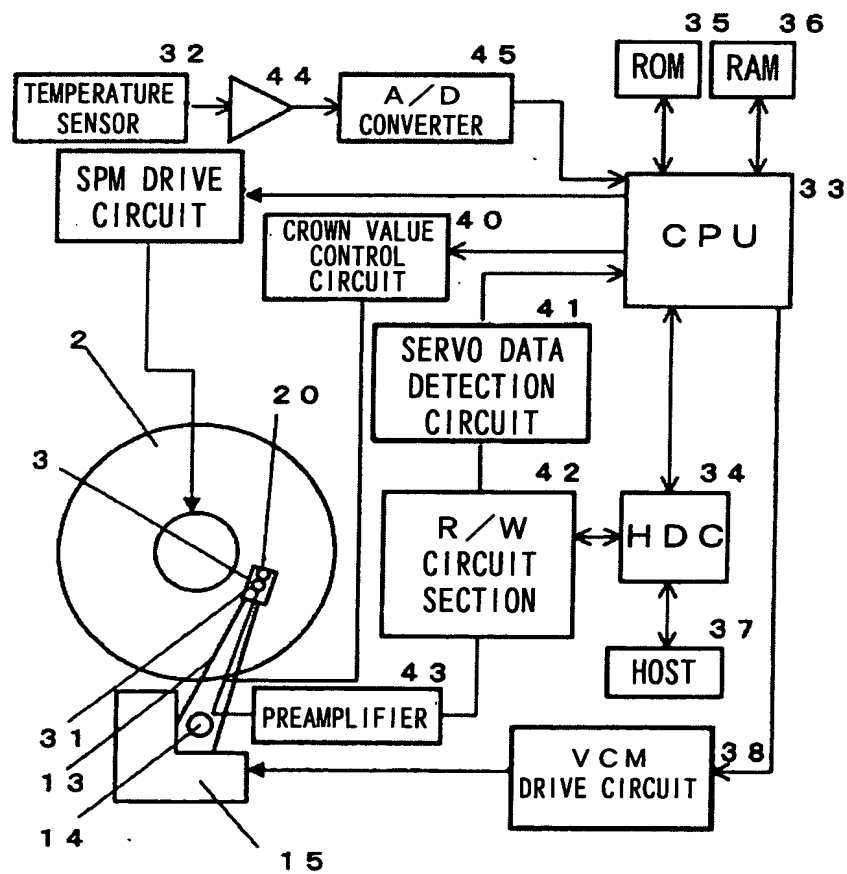 32
44
45
35
36
TEMPERATURE
SENSOR
A/D
CONVERTER
ROM
RAM
SPM DRIVE
CIRCUIT
33
CPU
40
CROWN VALUE
CONTROL
CIRCUIT
41
SERVO DATA
DETECTION
CIRCUIT
2
20
3
42
R/W
CIRCUIT
SECTION
34
HDC
37
HOST
43
PREAMPLIFIER
31
13
14
15
38
VCM
DRIVE CIRCUIT